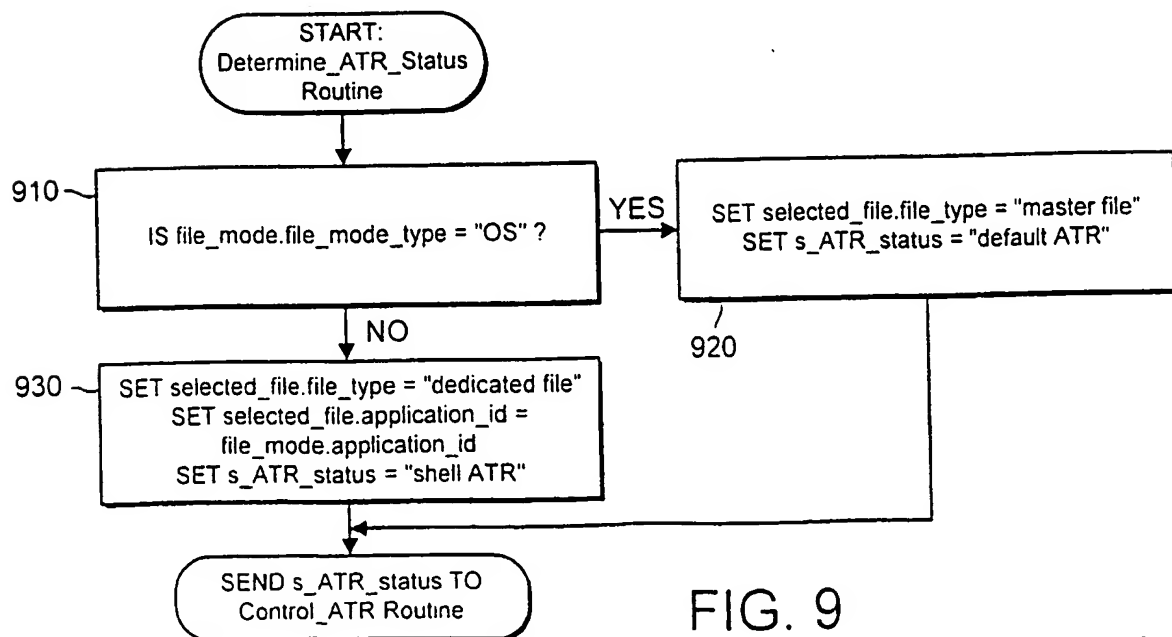 START:
Determine_ATR_Status
Routine
910
IS file_mode.file_mode_type = "OS" ?
YES
SET selected_file.file_type = "master file"
SET s_ATR_status = "default ATR"
920
NO
930
SET selected_file.file_type = "dedicated file"
SET selected_file.application_id =
file_mode.application_id
SET s_ATR_status = "shell ATR"
SEND s_ATR_status TO
Control_ATR Routine
FIG. 9